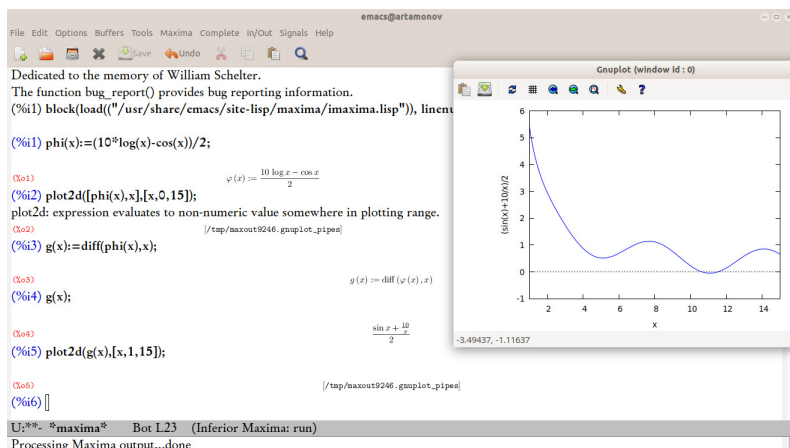 emacs@artamonov
File Edit Options Buffers Tools Maxima Complete In/Out Signals Help
Save Undo
Dedicated to the memory of William Schelter.
The function bug_report() provides bug reporting information.
(%i1) block(load(("/usr/share/emacs/site-lisp/maxima/imaxima.lisp")), linenu
(%i1) phi(x):=(10*log(x)-cos(x))/2;
(%o1) φ (x) := 10 log x − cos x / 2
(%i2) plot2d([phi(x),x],[x,0,15]);
plot2d: expression evaluates to non-numeric value somewhere in plotting range.
(%o2) [/tmp/maxout9246.gnuplot_pipes]
(%i3) g(x):=diff(phi(x),x);
(%o3) g (x) := diff (φ (x) , x)
(%i4) g(x);
(%o4) sin x + 10/x / 2
(%i5) plot2d(g(x),[x,1,15]);
(%o5) [/tmp/maxout9246.gnuplot_pipes]
(%i6)
U:**- *maxima* Bot L23 (Inferior Maxima: run)
Processing Maxima output...done
Gnuplot (window id : 0)
6
5
4
3
2
1
0
-1
(sin(x)+10/x)/2
2 4 6 8 10 12 14
x
-3.49437, -1.11637